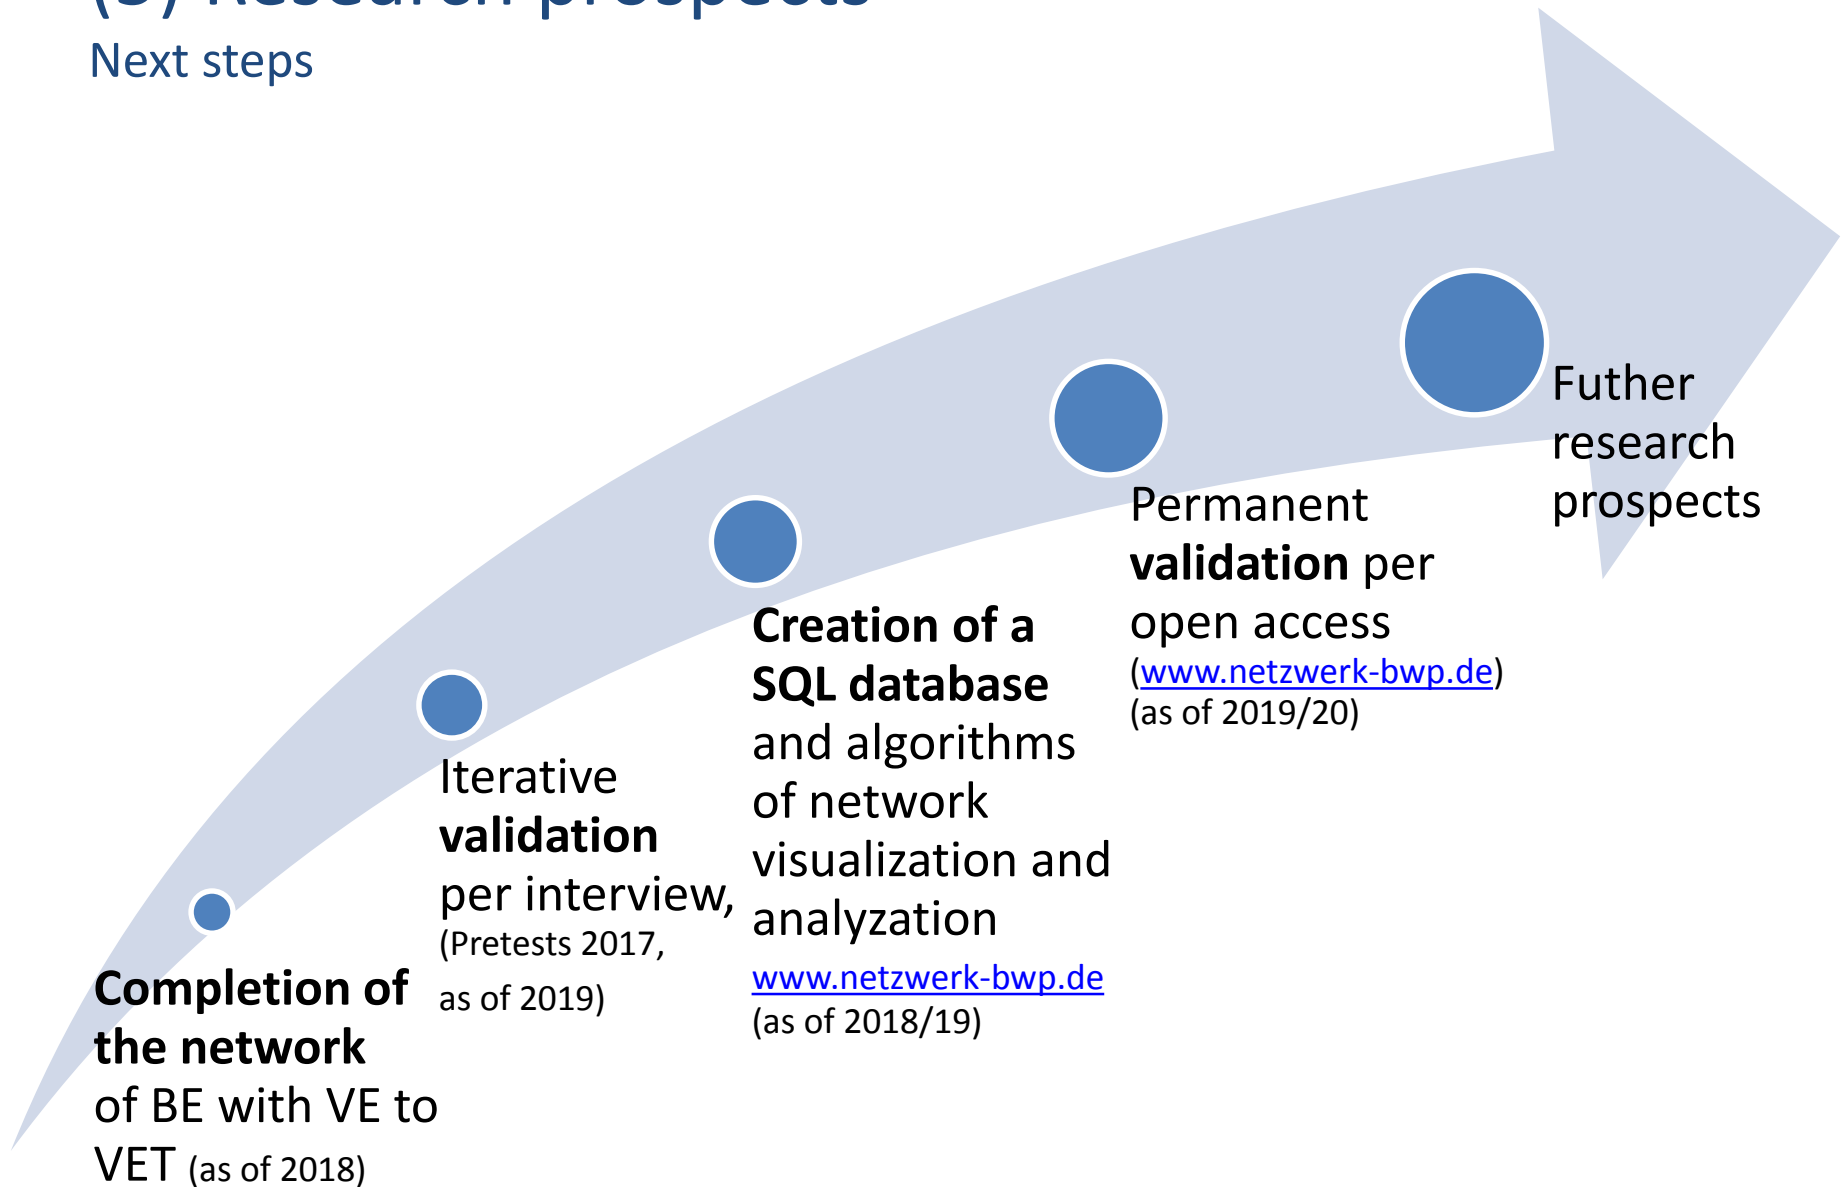 (5) Research prospects
Next steps
Completion of
the network
of BE with VE to
VET (as of 2018)
Iterative
validation
per interview,
(Pretests 2017,
as of 2019)
Creation of a
SQL database
and algorithms
of network
visualization and
analyzation
www.netzwerk-bwp.de
(as of 2018/19)
Permanent
validation per
open access
(www.netzwerk-bwp.de)
(as of 2019/20)
Futher
research
prospects